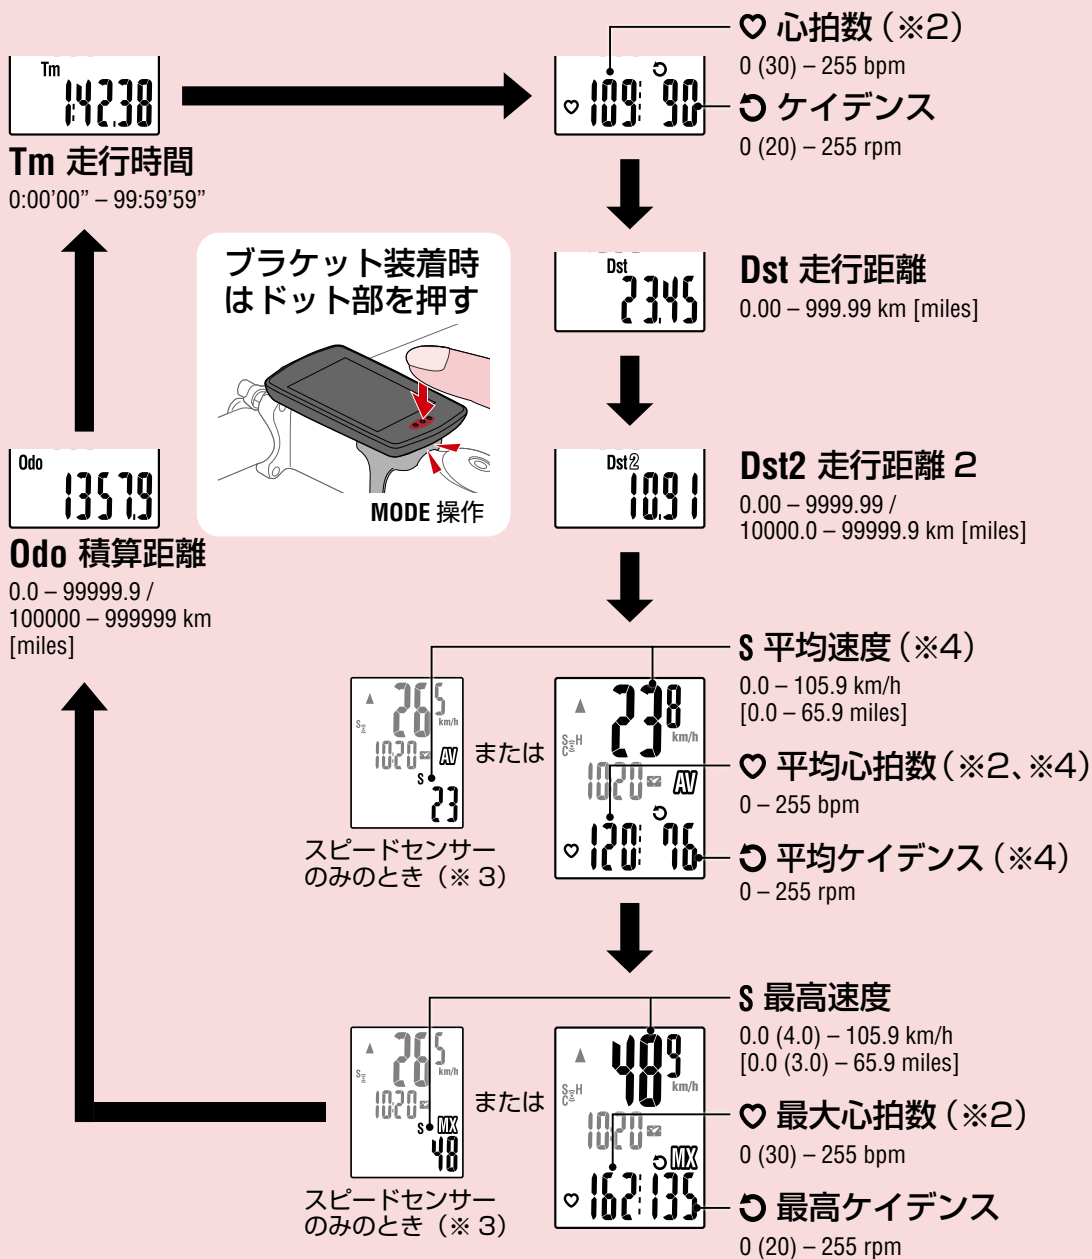 Tm
1:42'38
Tm 走行時間
0:00'00” – 99:59'59”
109 90
♡ 心拍数（※2）
0 (30) – 255 bpm
ケイデンス
0 (20) – 255 rpm
Dst
23.45
Dst 走行距離
0.00 – 999.99 km [miles]
ブラケット装着時
はドット部を押す
MODE 操作
Dst2
10.91
Dst2 走行距離 2
0.00 – 9999.99 /
10000.0 – 99999.9 km [miles]
Odo
1357.9
Odo 積算距離
0.0 – 99999.9 /
100000 – 999999 km
[miles]
26.5
km/h
S
10:20
AV
S
23
スピードセンサー
のみのとき（※ 3）
または
23.8
km/h
S H
C
10:20
AV
120 76
S 平均速度（※4）
0.0 – 105.9 km/h
[0.0 – 65.9 miles]
♡ 平均心拍数（※2、※4）
0 – 255 bpm
平均ケイデンス（※4）
0 – 255 rpm
26.5
km/h
S
10:20
S MX
48
スピードセンサー
のみのとき（※ 3）
または
48.9
km/h
S H
C
10:20
MX
162 135
S 最高速度
0.0 (4.0) – 105.9 km/h
[0.0 (3.0) – 65.9 miles]
♡ 最大心拍数（※2）
0 (30) – 255 bpm
最高ケイデンス
0 (20) – 255 rpm